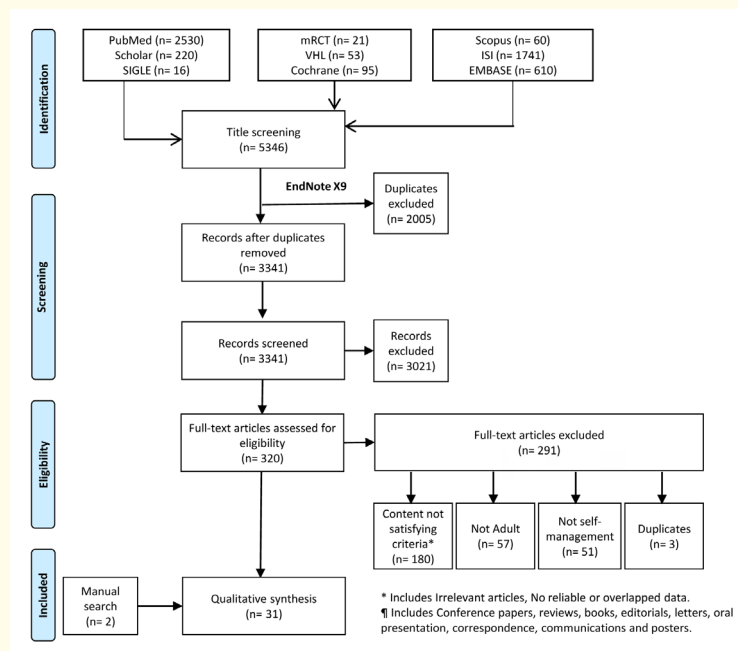 PubMed (n= 2530)
Scholar (n= 220)
SIGLE (n= 16)
mRCT (n= 21)
VHL (n= 53)
Cochrane (n= 95)
Scopus (n= 60)
ISI (n= 1741)
EMBASE (n= 610)
Identification
Title screening
(n= 5346)
EndNote X9
Duplicates
excluded
(n= 2005)
Records after duplicates
removed
(n= 3341)
Screening
Records screened
(n= 3341)
Records
excluded
(n= 3021)
Full-text articles assessed for
eligibility
(n= 320)
Full-text articles excluded
(n= 291)
Eligibility
Content not
satisfying
criteria*
(n= 180)
Not Adult
(n= 57)
Not self-
management
(n= 51)
Duplicates
(n= 3)
Included
Manual
search
(n= 2)
Qualitative synthesis
(n= 31)
* Includes Irrelevant articles, No reliable or overlapped data.
¶ Includes Conference papers, reviews, books, editorials, letters, oral
presentation, correspondence, communications and posters.